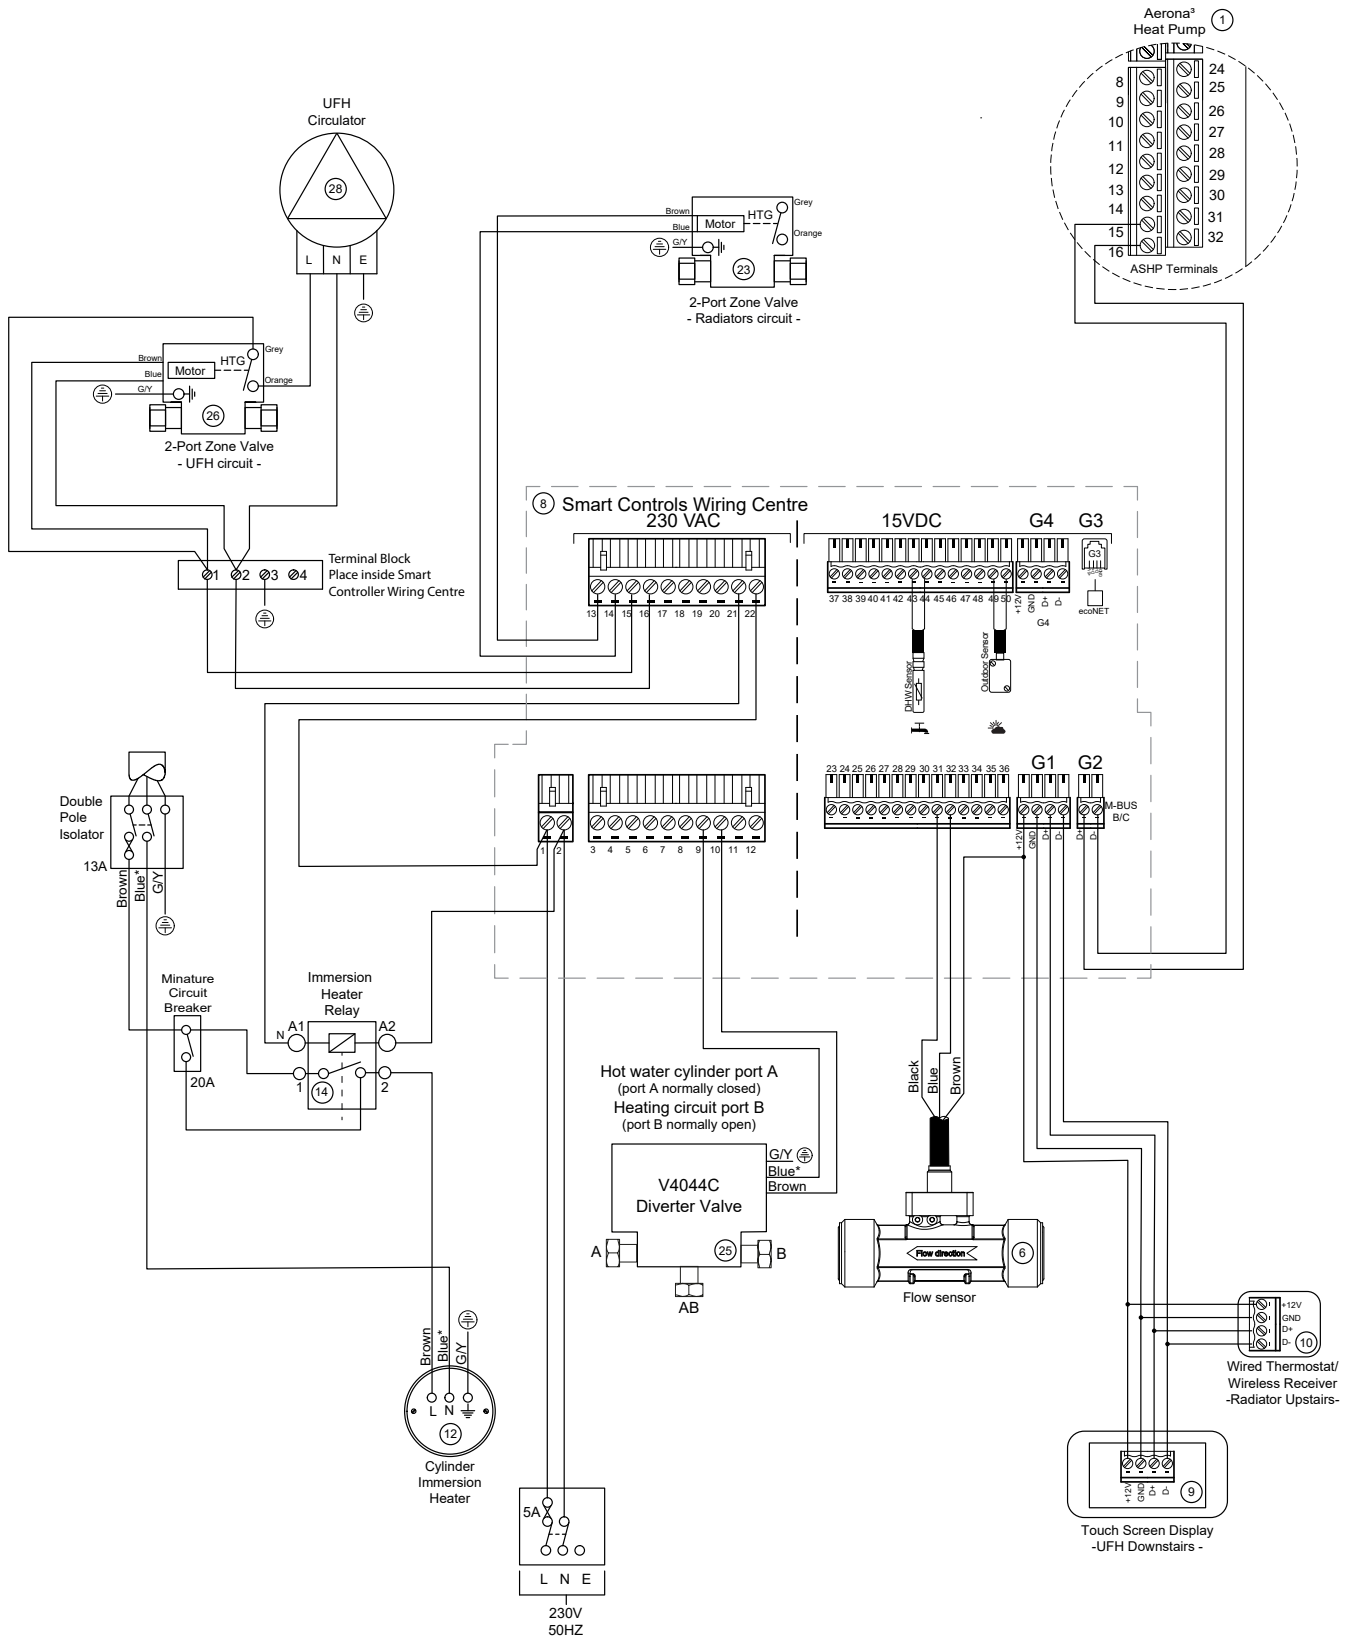 Aerona³
Heat Pump
1
8
9
10
11
12
13
14
15
16
24
25
26
27
28
29
30
31
32
ASHP Terminals
UFH
Circulator
28
L N E
Brown
Blue
G/Y
Motor
HTG
Grey
Orange
23
2-Port Zone Valve
- Radiators circuit -
Brown
Blue
G/Y
Motor
HTG
Grey
Orange
26
2-Port Zone Valve
- UFH circuit -
1 2 3 4
Terminal Block
Place inside Smart
Controller Wiring Centre
8 Smart Controls Wiring Centre
230 VAC
15VDC
G4
G3
13 14 15 16 17 18 19 20 21 22
37 38 39 40 41 42 43 44 45 46 47 48 49 50
+12V
GND
D+
D-
G4
G3
ecoNET
DHW Sensor
Outdoor Sensor
1 2
3 4 5 6 7 8 9 10 11 12
23 24 25 26 27 28 29 30 31 32 33 34 35 36
G1
G2
+12V
GND
D+
D-
D+
D-
M-BUS
B/C
Double
Pole
Isolator
13A
Brown
Blue*
G/Y
Minature
Circuit
Breaker
20A
Immersion
Heater
Relay
N A1
A2
1
2
14
Hot water cylinder port A
(port A normally closed)
Heating circuit port B
(port B normally open)
V4044C
Diverter Valve
G/Y
Blue*
Brown
25
A
B
AB
Black
Blue
Brown
Flow direction
6
Flow sensor
Brown
Blue*
G/Y
L N
12
Cylinder
Immersion
Heater
5A
L N E
230V
50HZ
+12V
GND
D+
D-
10
Wired Thermostat/
Wireless Receiver
-Radiator Upstairs-
+12V
GND
D+
D-
9
Touch Screen Display
-UFH Downstairs -